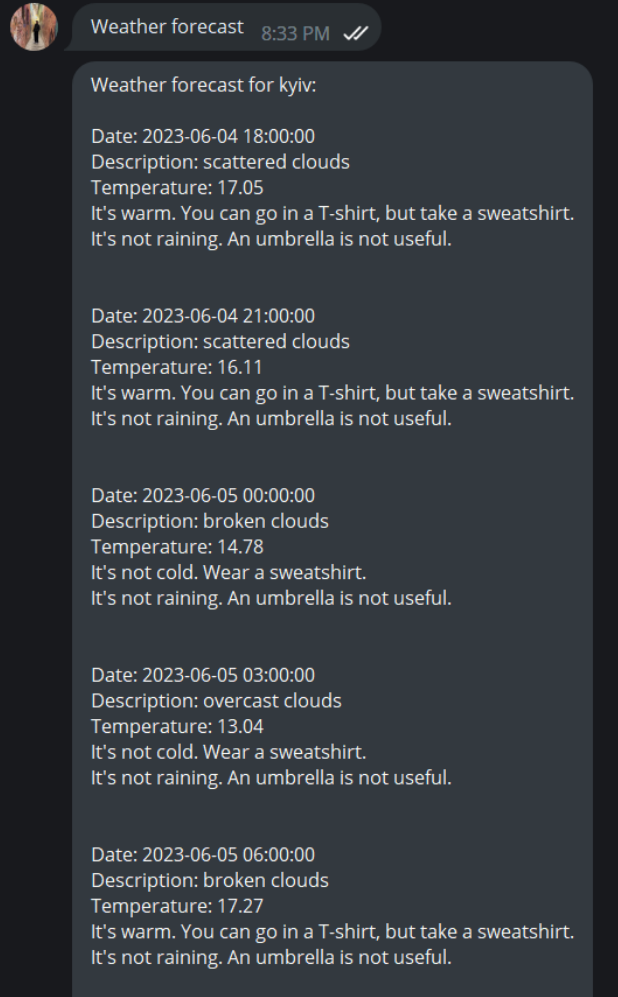 Weather forecast 8:33 PM
Weather forecast for kyiv:
Date: 2023-06-04 18:00:00
Description: scattered clouds
Temperature: 17.05
It's warm. You can go in a T-shirt, but take a sweatshirt.
It's not raining. An umbrella is not useful.
Date: 2023-06-04 21:00:00
Description: scattered clouds
Temperature: 16.11
It's warm. You can go in a T-shirt, but take a sweatshirt.
It's not raining. An umbrella is not useful.
Date: 2023-06-05 00:00:00
Description: broken clouds
Temperature: 14.78
It's not cold. Wear a sweatshirt.
It's not raining. An umbrella is not useful.
Date: 2023-06-05 03:00:00
Description: overcast clouds
Temperature: 13.04
It's not cold. Wear a sweatshirt.
It's not raining. An umbrella is not useful.
Date: 2023-06-05 06:00:00
Description: broken clouds
Temperature: 17.27
It's warm. You can go in a T-shirt, but take a sweatshirt.
It's not raining. An umbrella is not useful.